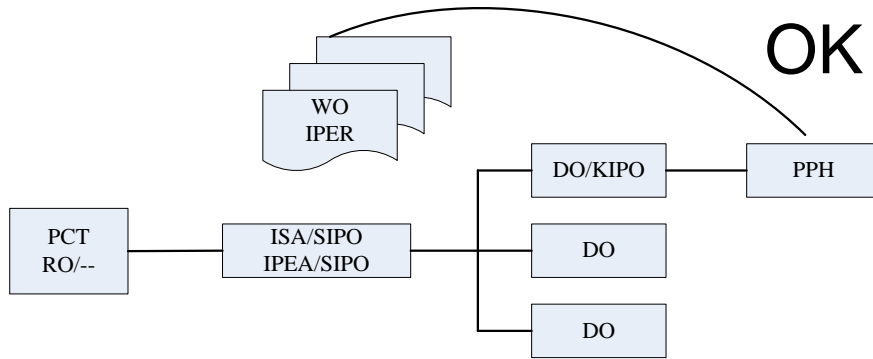 OK
WO
IPER
DO/KIPO
PPH
PCT
RO/--
ISA/SIPO
IPEA/SIPO
DO
DO